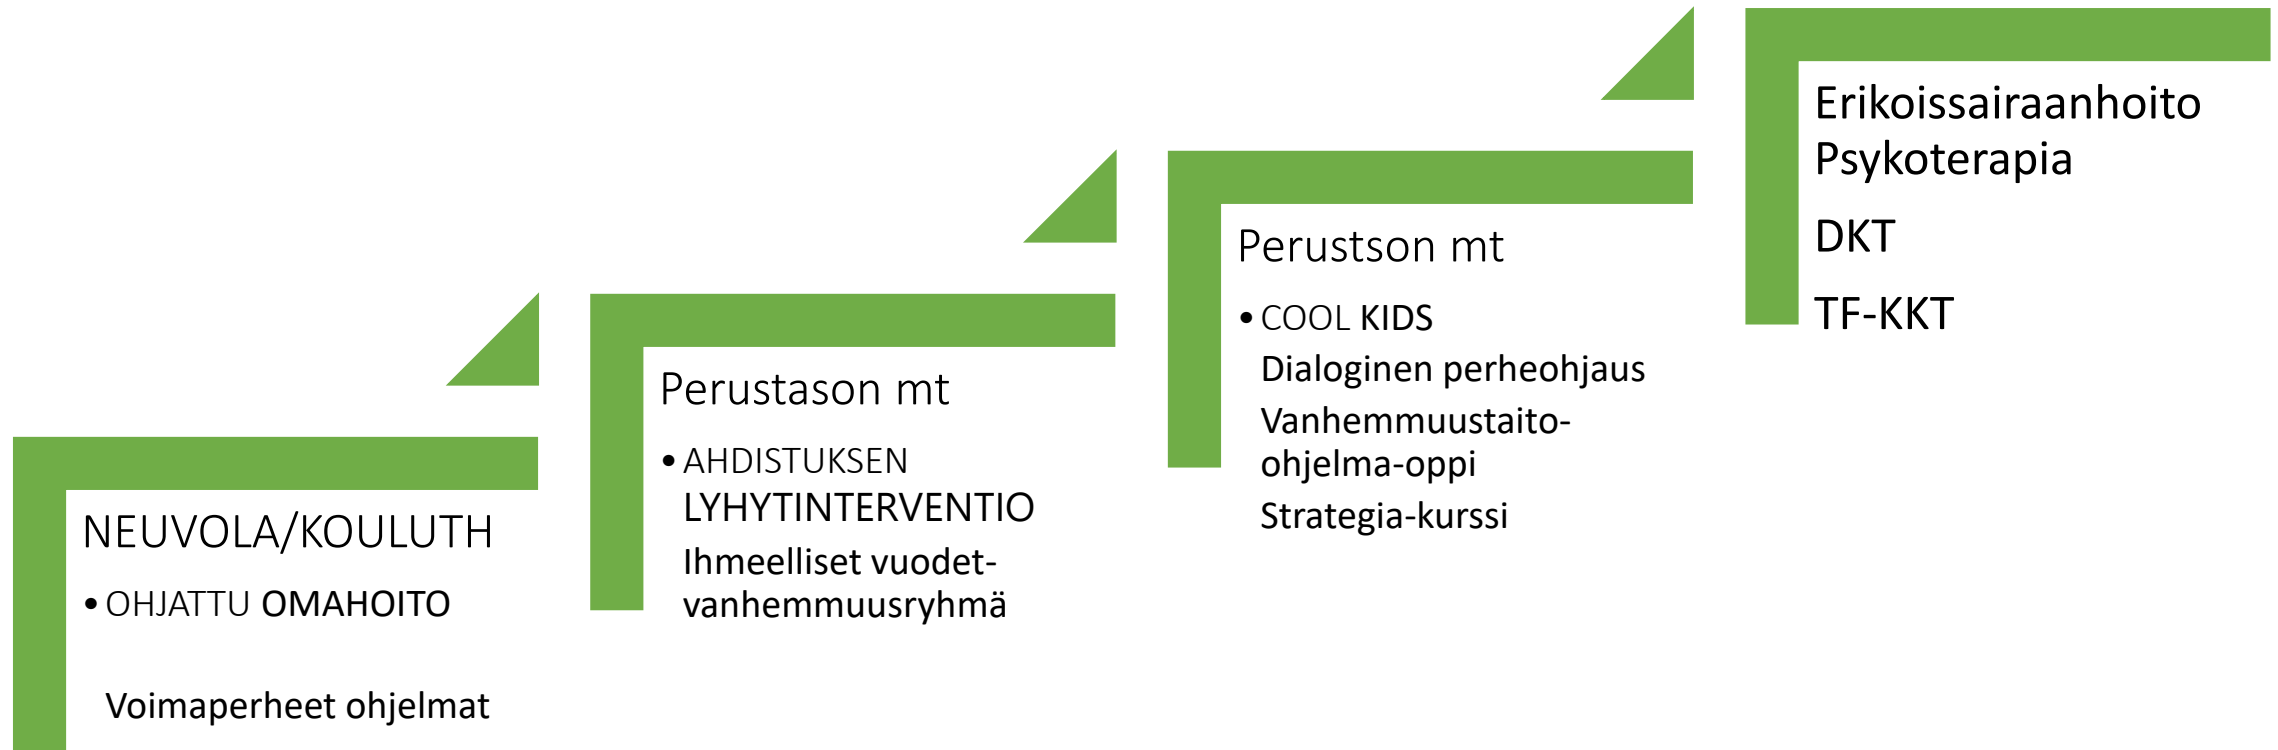 NEUVOLA/KOULUTH
• OHJATTU OMAHOITO
Voimaperheet ohjelmat
Perustason mt
• AHDISTUKSEN
LYHYTINTERVENTIO
Ihmeelliset vuodet-
vanhemmuusryhmä
Perustson mt
• COOL KIDS
Dialoginen perheohjaus
Vanhemmuustaito-
ohjelma-oppi
Strategia-kurssi
Erikoissairaanhoito
Psykoterapia
DKT
TF-KKT